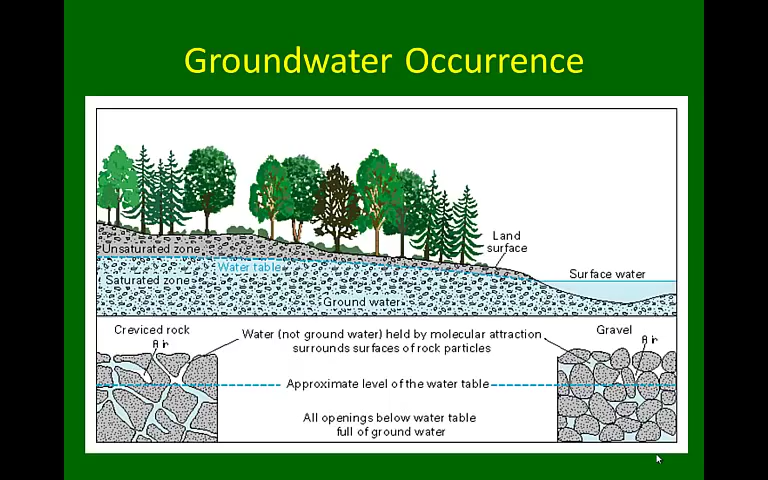 Groundwater Occurrence
Land
surface
Unsaturated zone
Water table
Surface water
Saturated zone
Ground water
Creviced rock
Air
Water (not ground water) held by molecular attraction
surrounds surfaces of rock particles
Gravel
Air
Approximate level of the water table
All openings below water table
full of ground water